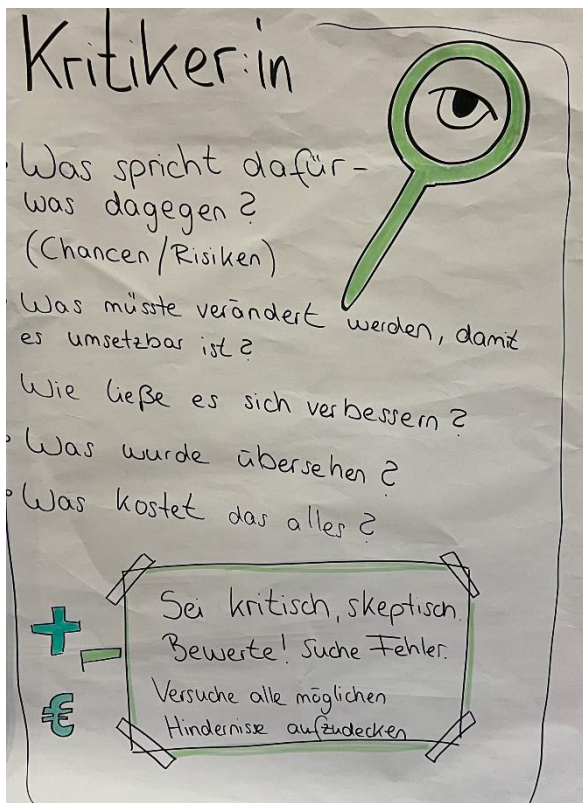 Kritiker:in
• Was spricht dafür -
was dagegen?
(Chancen/Risiken)
• Was müsste verändert werden, damit
es umsetzbar ist?
Wie ließe es sich verbessern?
• Was wurde übersehen?
• Was kostet das alles?
+
-
€
Sei kritisch, skeptisch.
Bewerte! Suche Fehler.
Versuche alle möglichen
Hindernisse aufzudecken